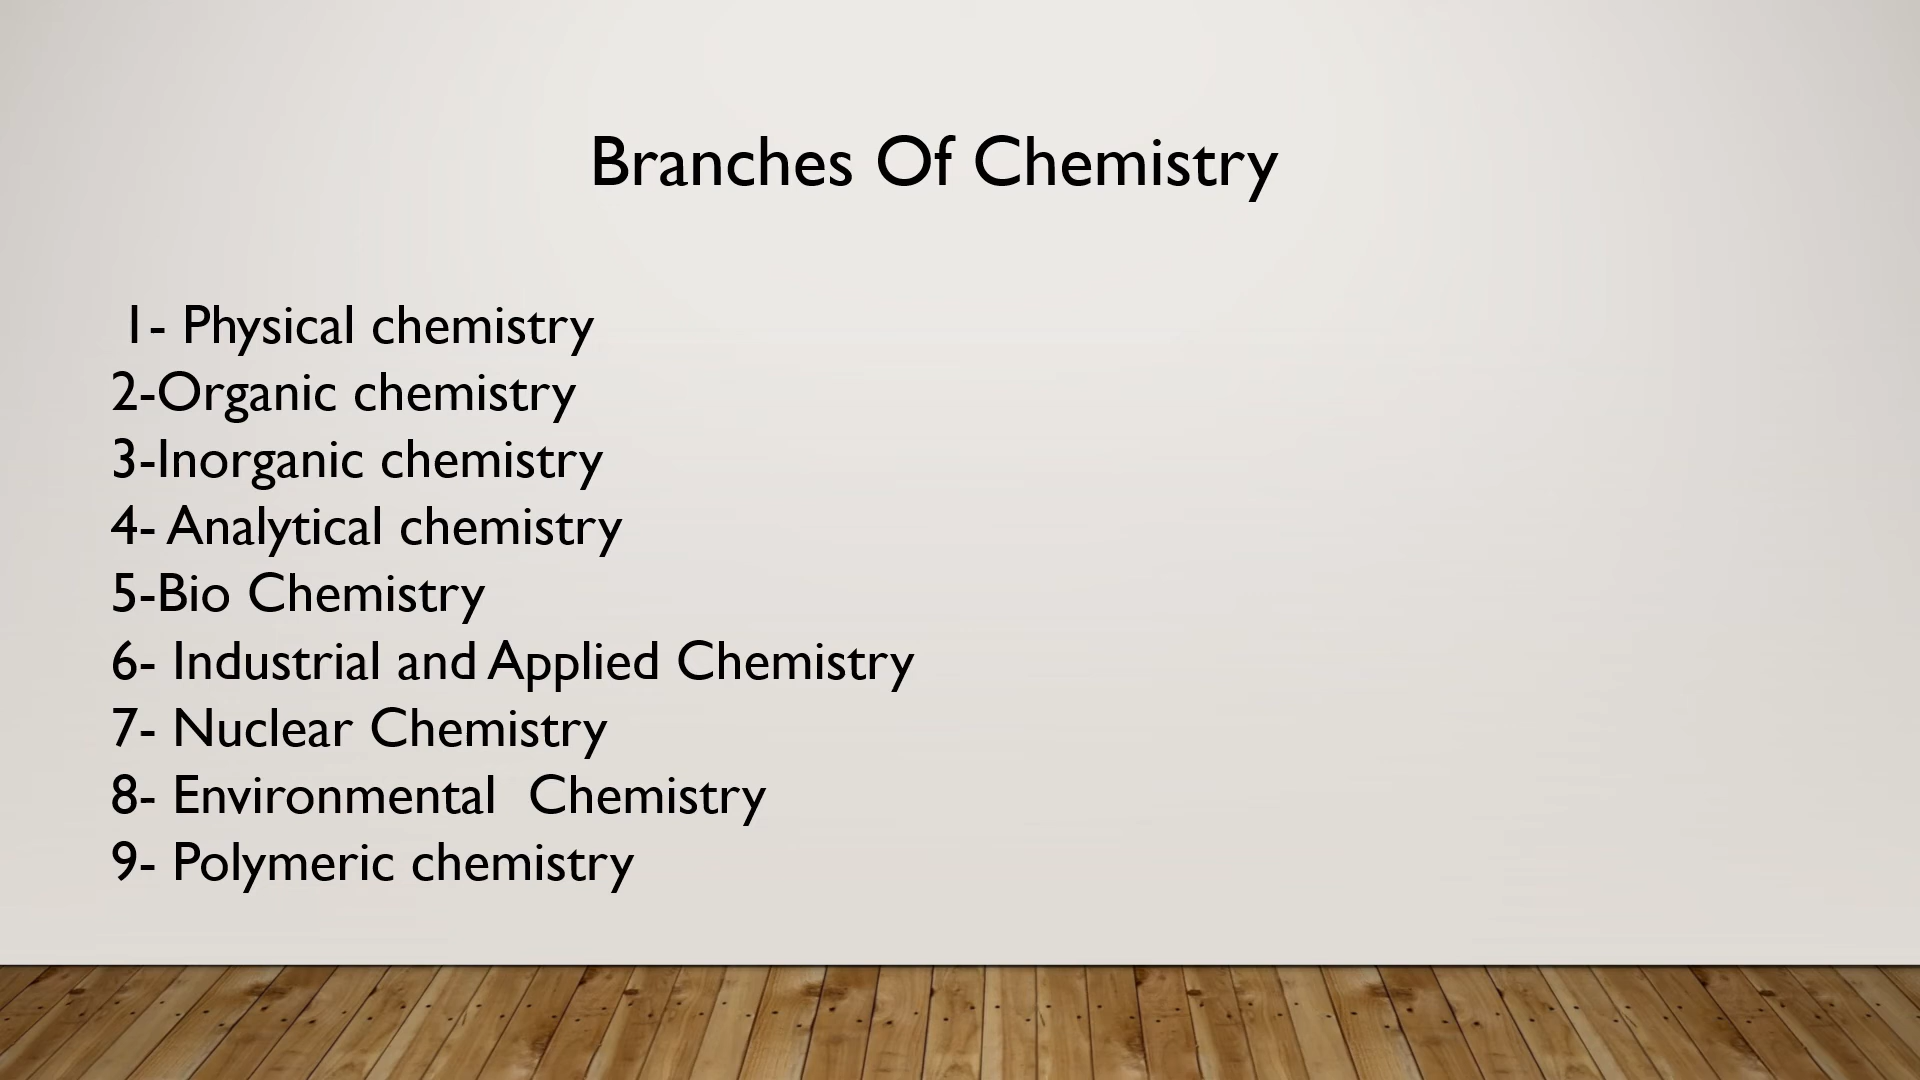 Branches Of Chemistry
1- Physical chemistry
2-Organic chemistry
3-Inorganic chemistry
4- Analytical chemistry
5-Bio Chemistry
6- Industrial and Applied Chemistry
7- Nuclear Chemistry
8- Environmental  Chemistry
9- Polymeric chemistry